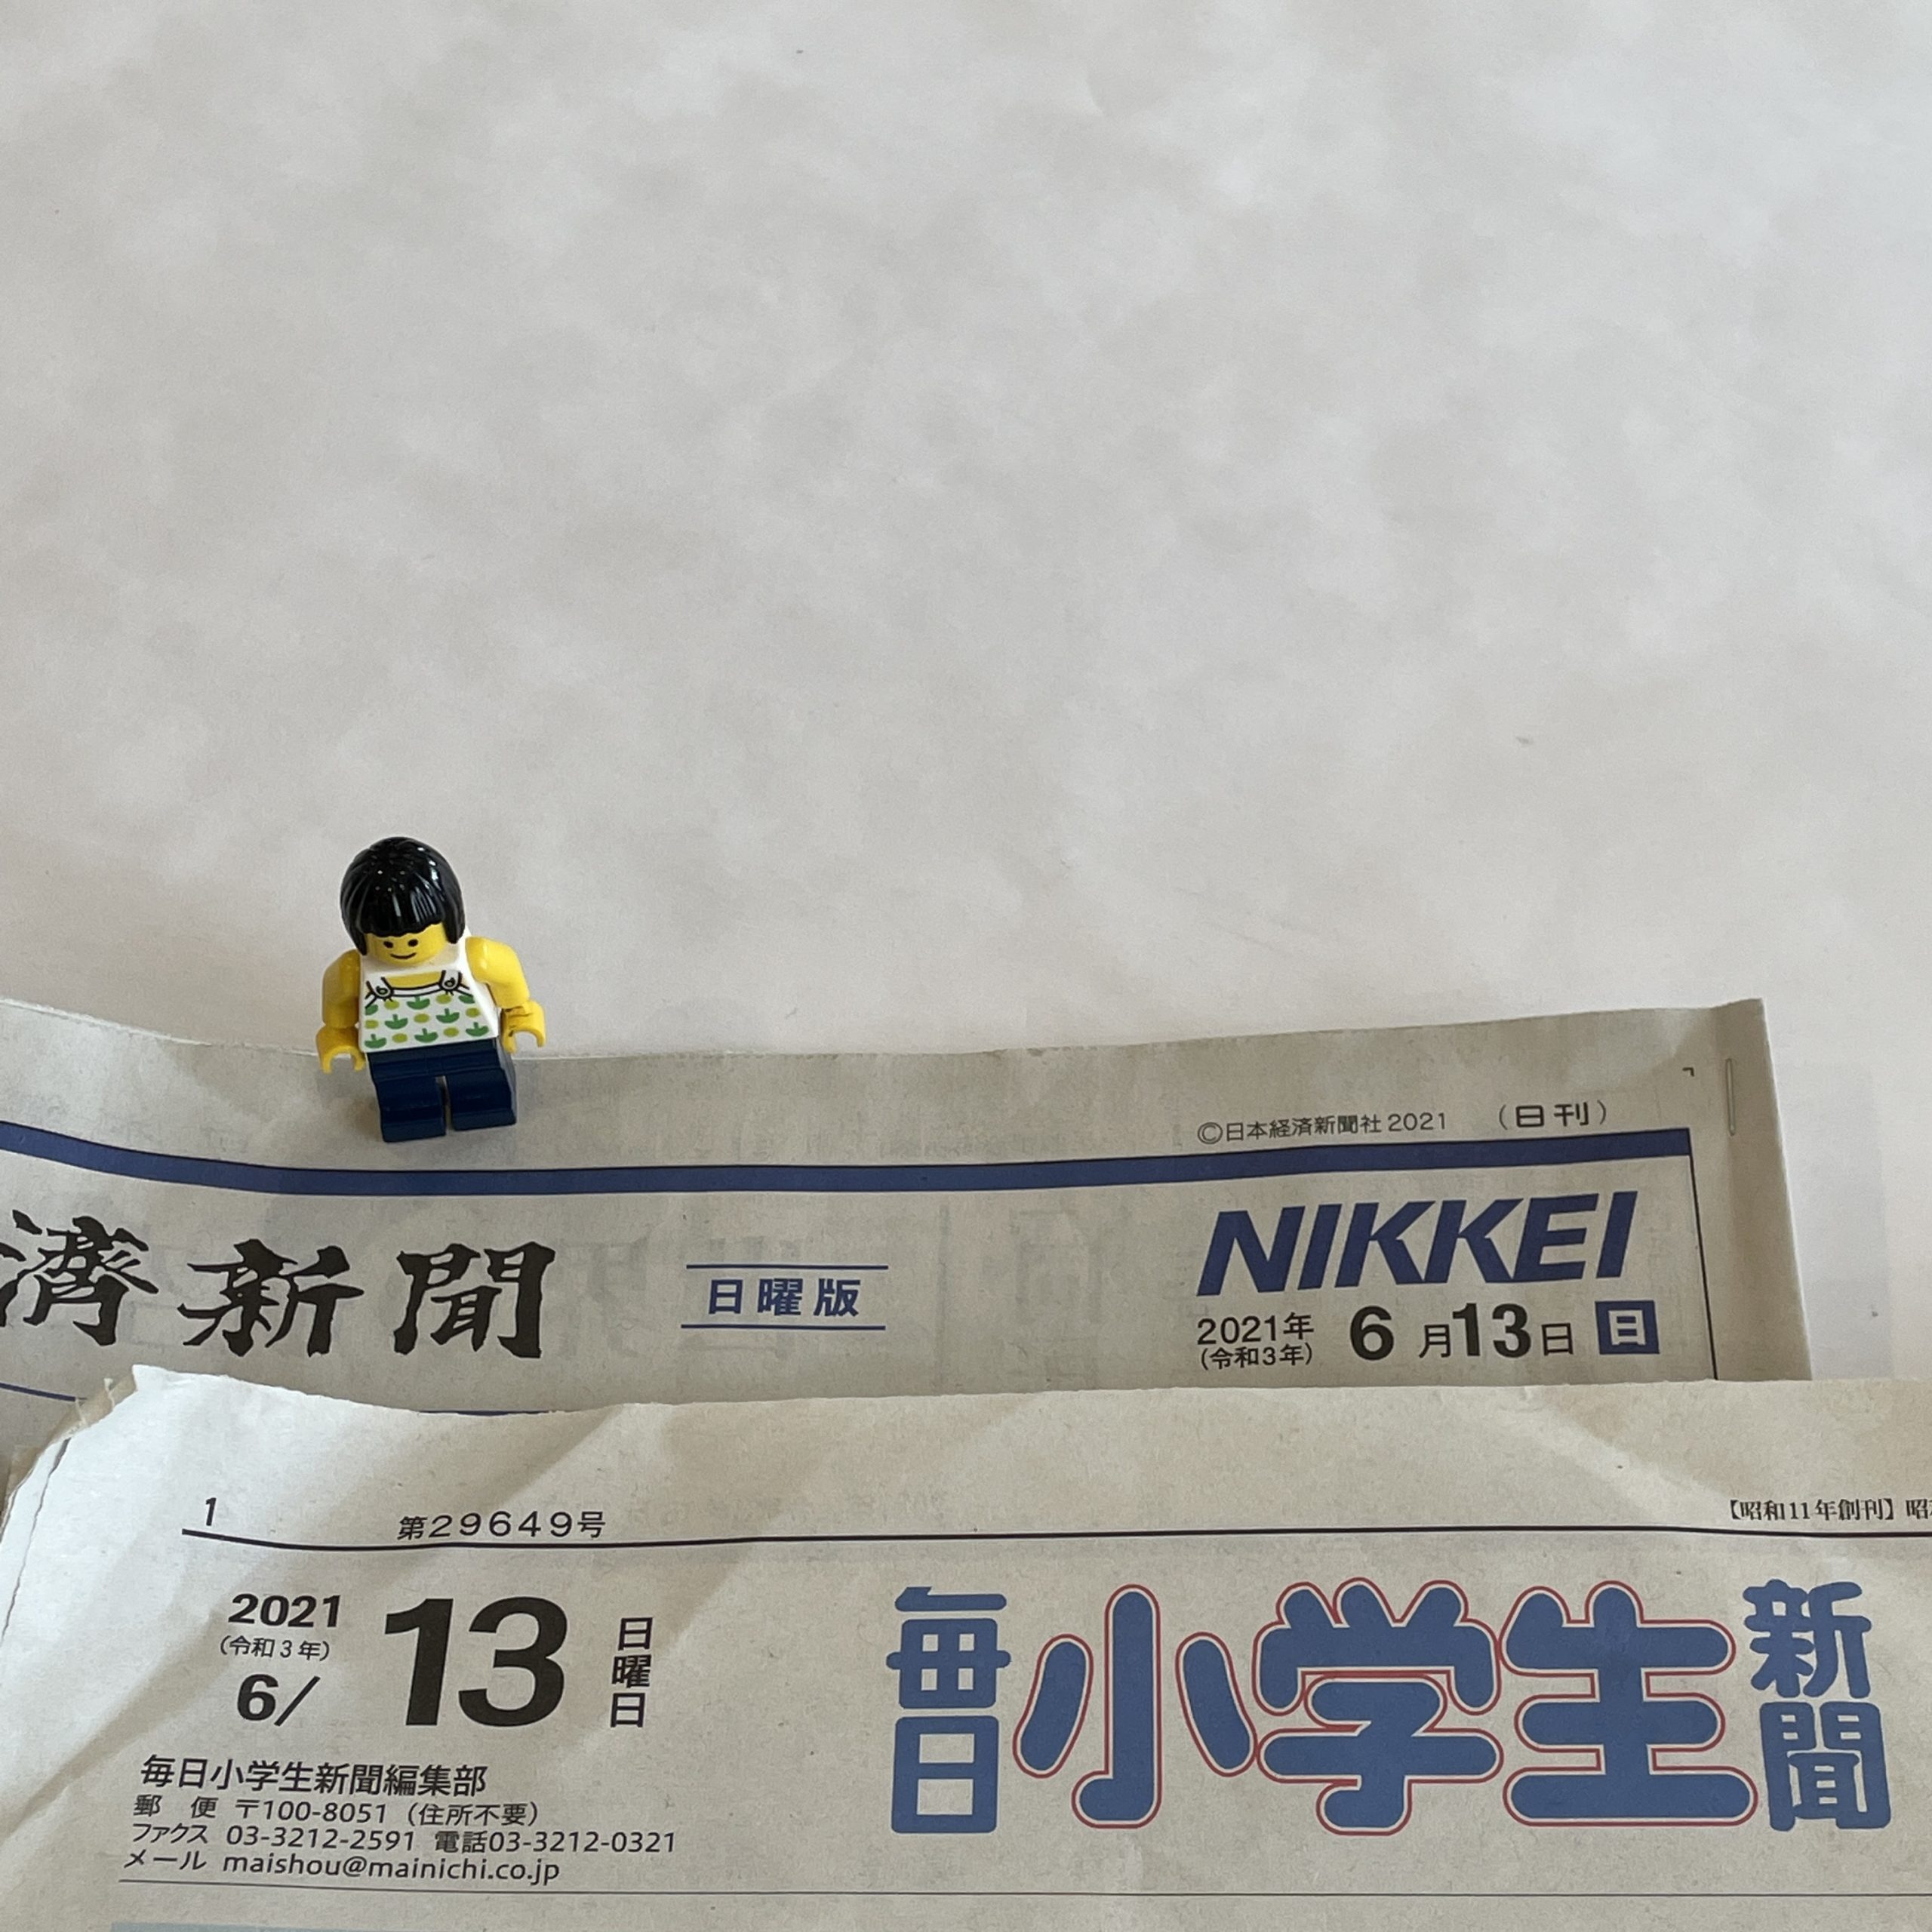 ©日本経済新聞社2021 (日刊)
濟新聞
日曜版
NIKKEI
2021年
(令和3年)
6月13日 日
1
第29649号
【昭和11年創刊】昭
2021
(令和3年)
6/
13
日曜日
毎日小学生新聞
毎日小学生新聞編集部
郵 便 〒100-8051 (住所不要)
ファクス 03-3212-2591 電話03-3212-0321
メール maishou@mainichi.co.jp